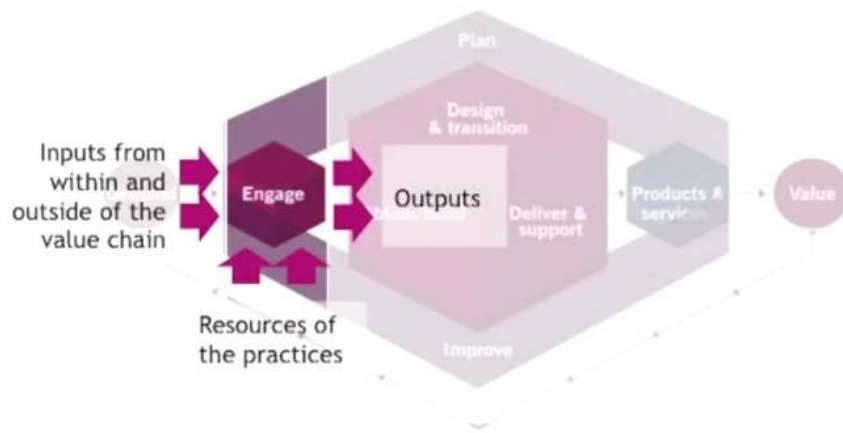 Plan
Design
& transition
Inputs from
within and
outside of the
value chain
Engage
Outputs
Deliver &
support
Products &
services
Value
Resources of
the practices
Improve